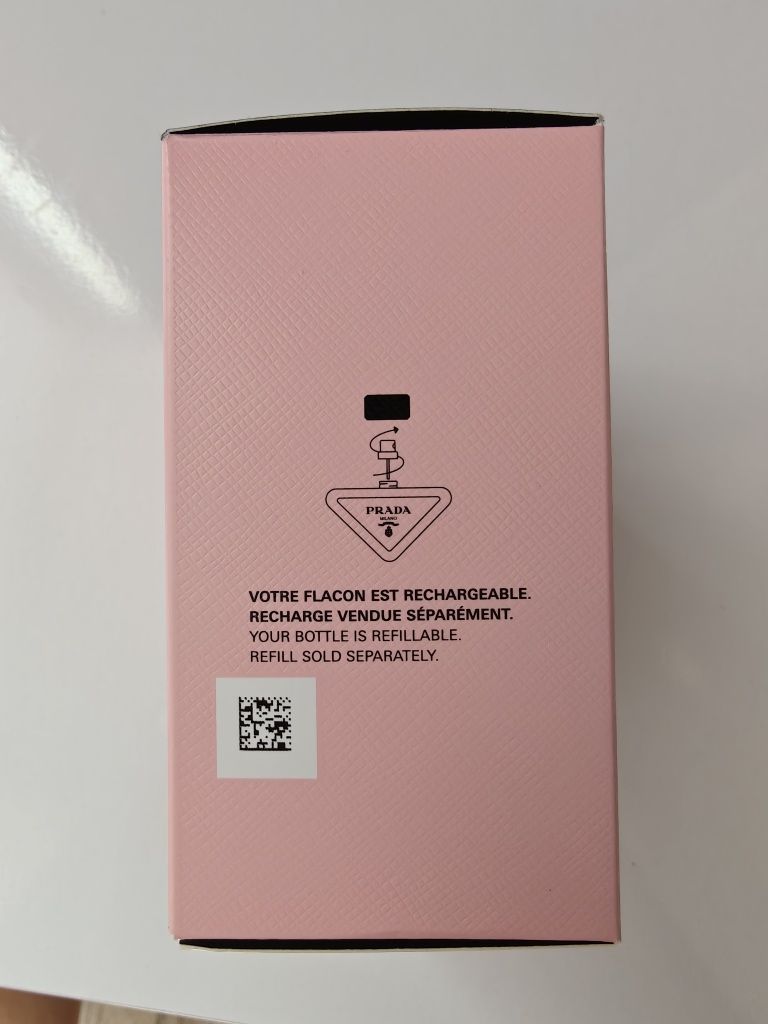 PRADA
MILANO
VOTRE FLACON EST RECHARGEABLE.
RECHARGE VENDUE SÉPARÉMENT.
YOUR BOTTLE IS REFILLABLE.
REFILL SOLD SEPARATELY.